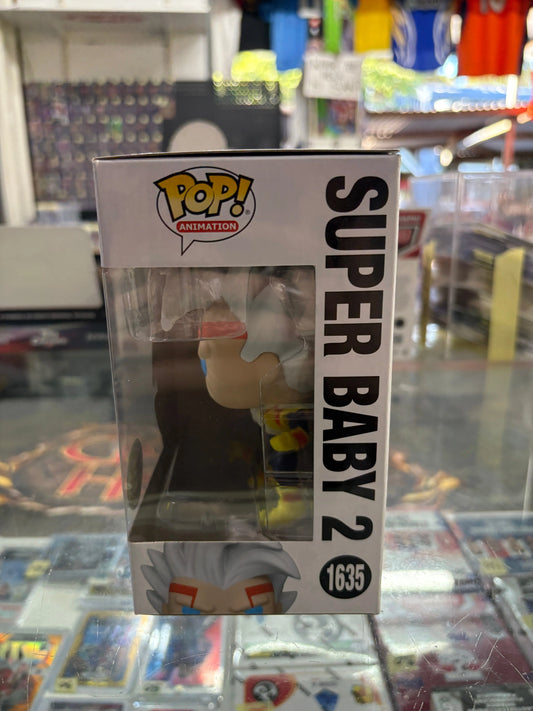 POP!
ANIMATION
SUPER BABY 2
1635